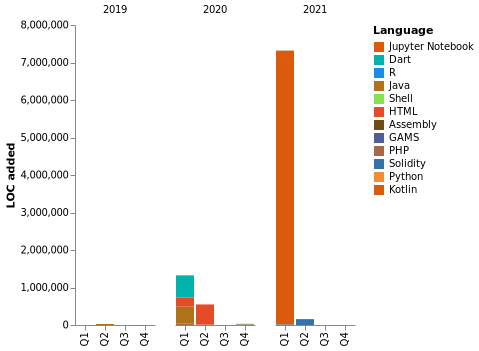 2019 2020 2021
8,000,000
7,000,000
6,000,000
5,000,000
4,000,000
3,000,000
2,000,000
1,000,000
0
LOC added
Q1 Q2 Q3 Q4 Q1 Q2 Q3 Q4 Q1 Q2 Q3 Q4
Language
Jupyter Notebook
Dart
R
Java
Shell
HTML
Assembly
GAMS
PHP
Solidity
Python
Kotlin